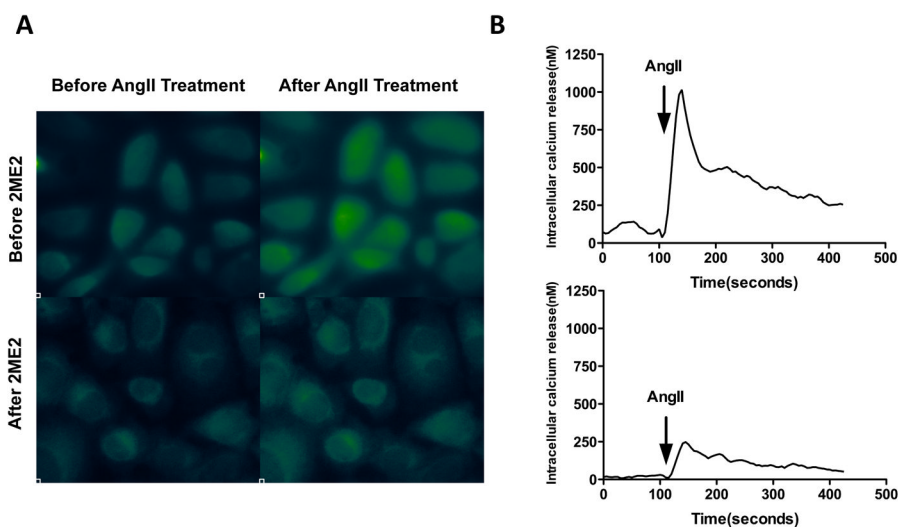 A
Before AngII Treatment
After AngII Treatment
Before 2ME2
After 2ME2
B
Intracellular calcium release(nM)
1250
1000
750
500
250
0
AngII
0
100
200
300
400
500
Time(seconds)
Intracellular calcium release(nM)
1250
1000
750
500
250
0
AngII
0
100
200
300
400
500
Time(seconds)